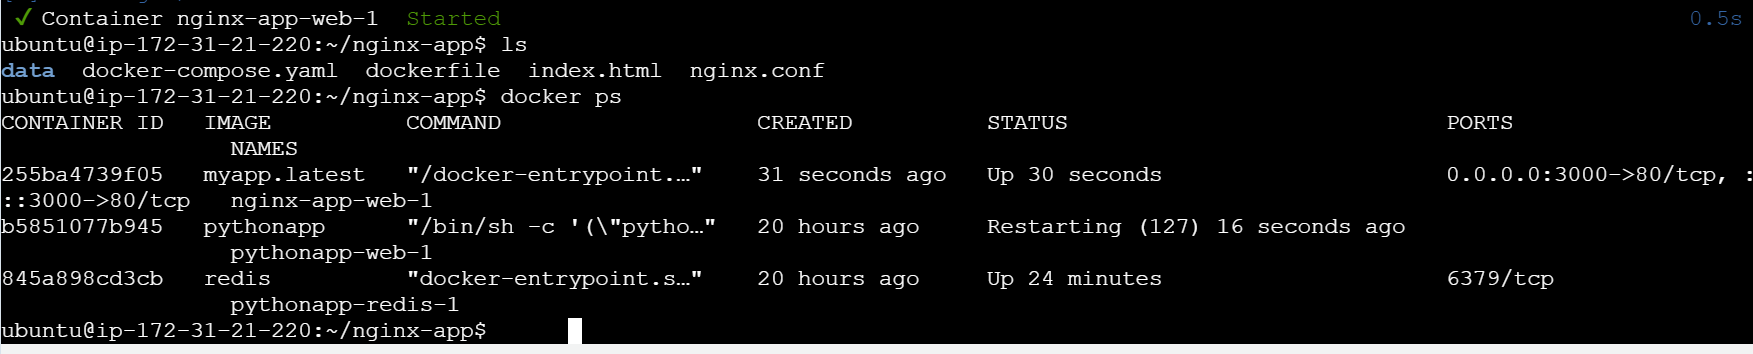 ✓ Container nginx-app-web-1  Started 0.5s
ubuntu@ip-172-31-21-220:~/nginx-app$ ls
data  docker-compose.yaml  dockerfile  index.html  nginx.conf
ubuntu@ip-172-31-21-220:~/nginx-app$ docker ps
CONTAINER ID   IMAGE          COMMAND                   CREATED          STATUS                            PORTS
                 NAMES
255ba4739f05   myapp.latest   "/docker-entrypoint.…"    31 seconds ago   Up 30 seconds                     0.0.0.0:3000->80/tcp, :
::3000->80/tcp   nginx-app-web-1
b5851077b945   pythonapp      "/bin/sh -c '(\"pytho…"   20 hours ago     Restarting (127) 16 seconds ago
                 pythonapp-web-1
845a898cd3cb   redis          "docker-entrypoint.s…"    20 hours ago     Up 24 minutes                     6379/tcp
                 pythonapp-redis-1
ubuntu@ip-172-31-21-220:~/nginx-app$